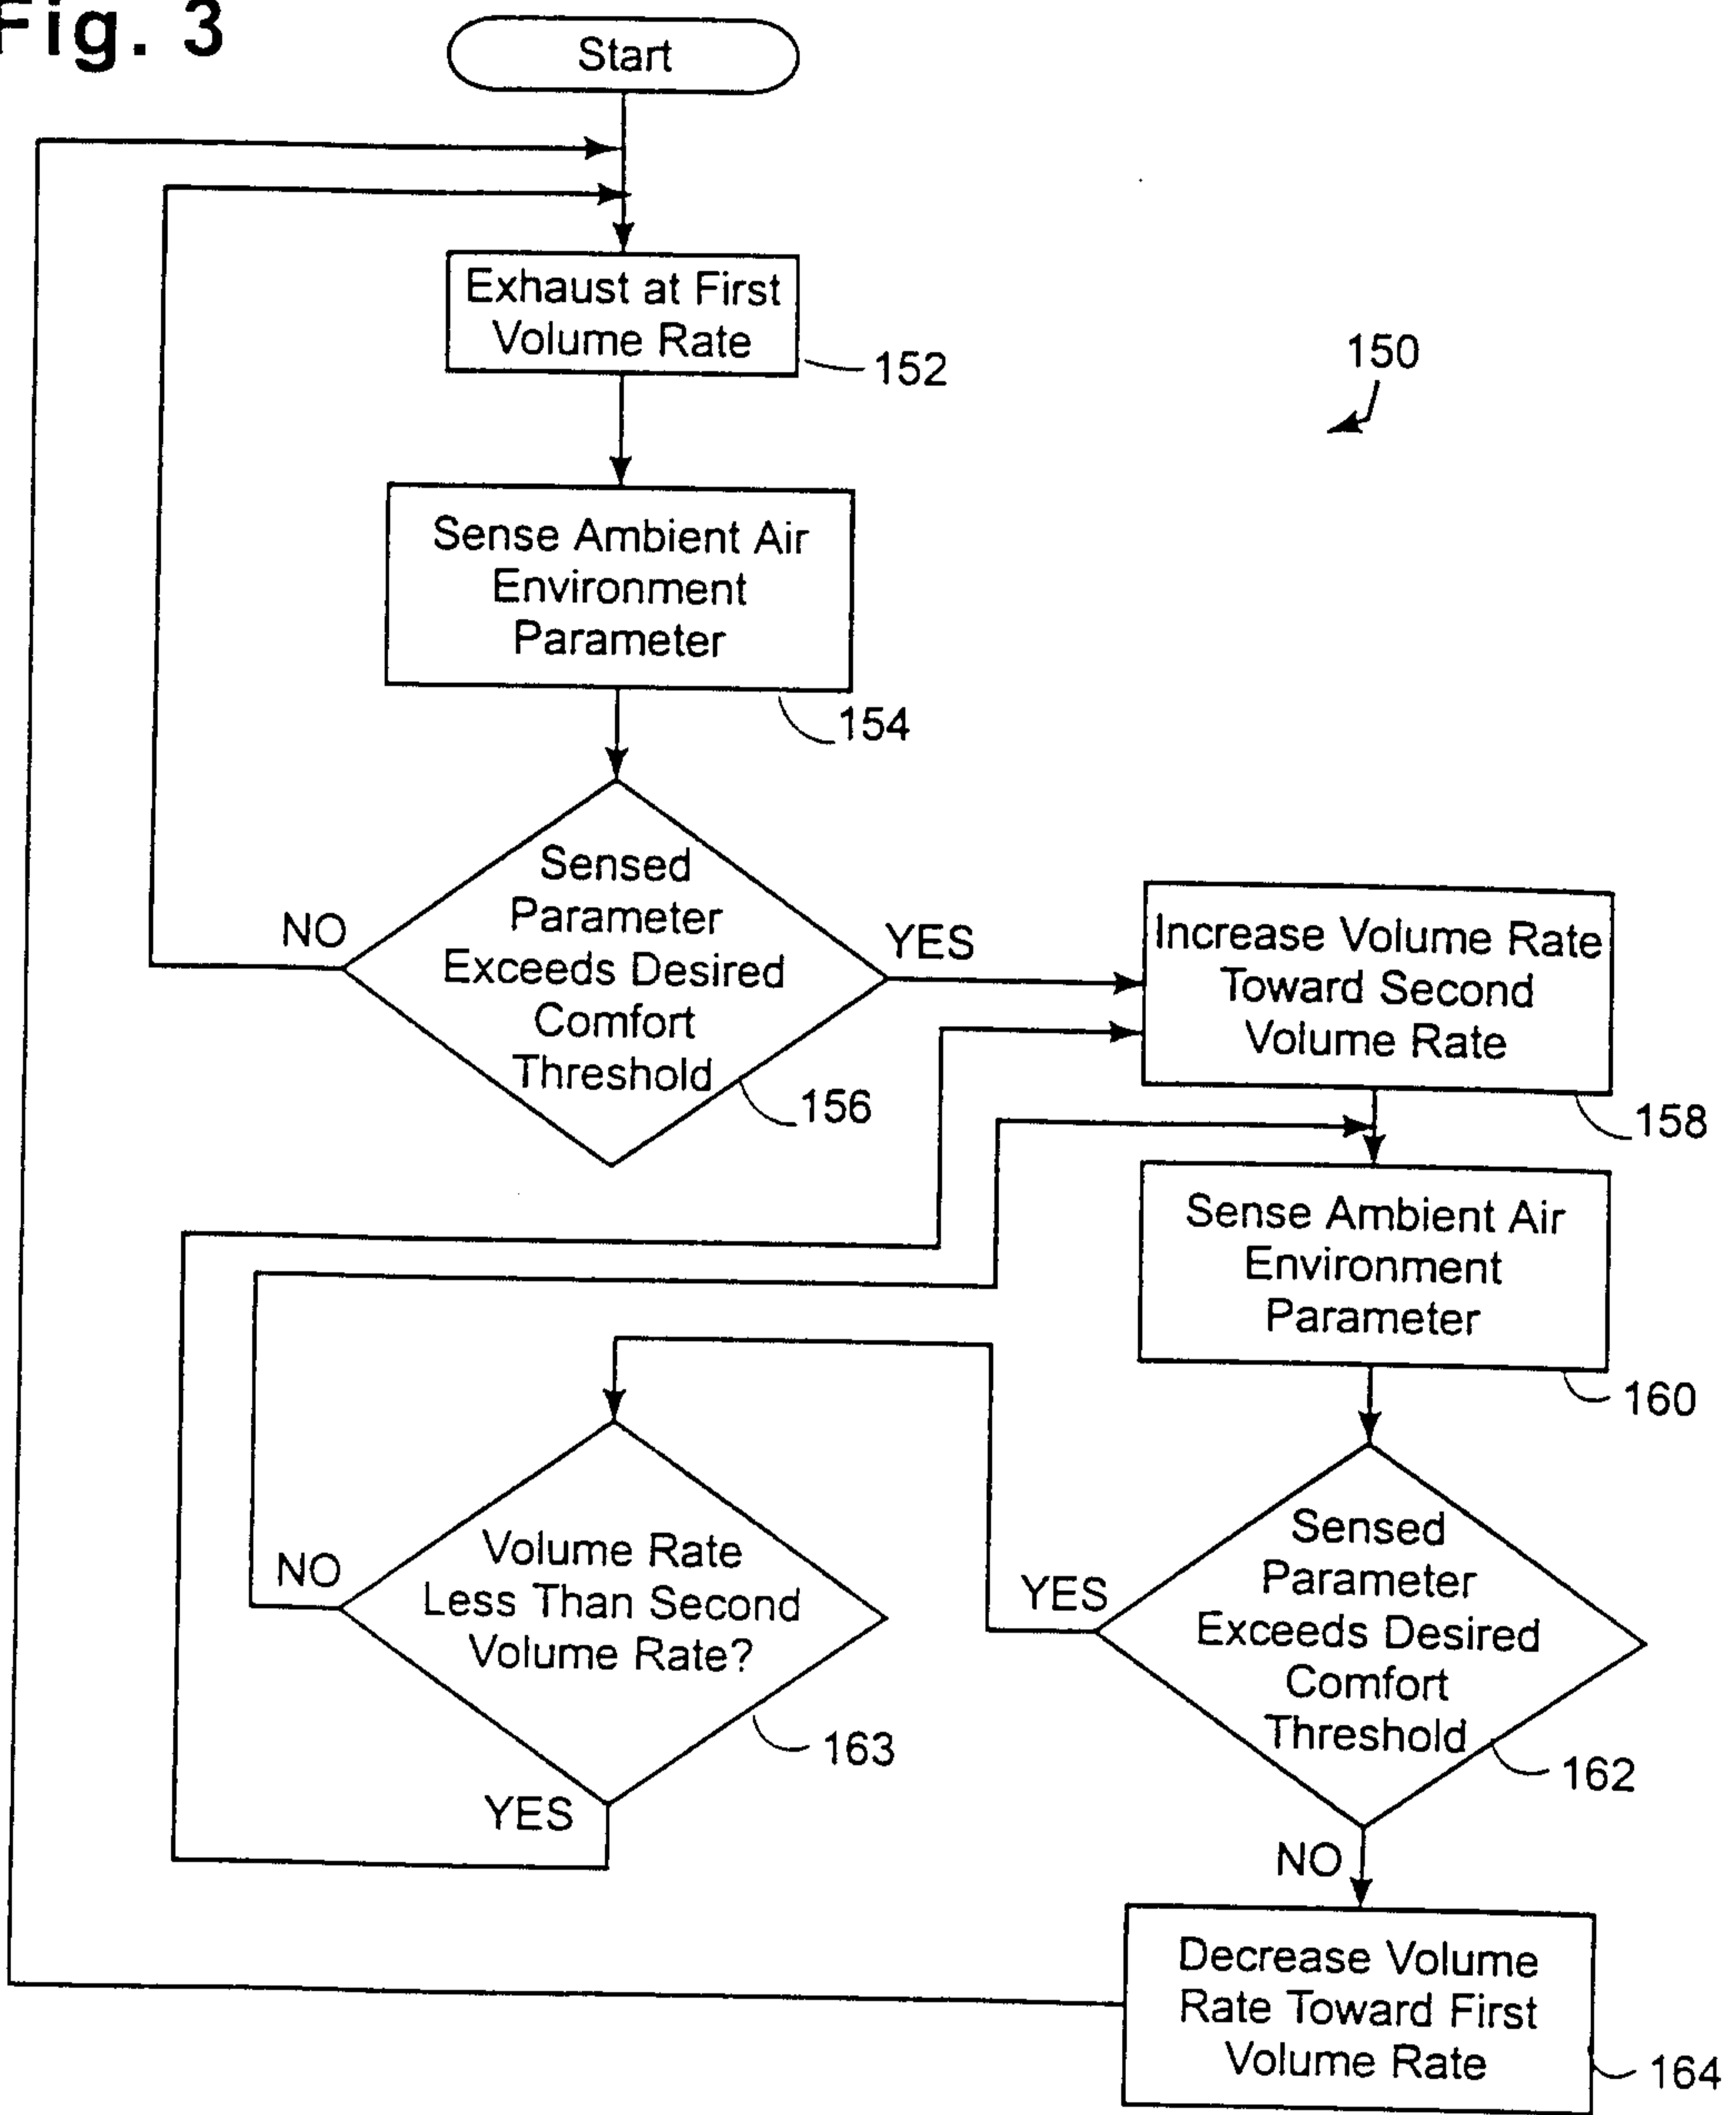 Fig. 3
Start
Exhaust at First
Volume Rate
152
150
Sense Ambient Air
Environment
Parameter
154
Sensed
Parameter
Exceeds Desired
Comfort
Threshold
156
NO
YES
Increase Volume Rate
Toward Second
Volume Rate
158
Sense Ambient Air
Environment
Parameter
160
Sensed
Parameter
Exceeds Desired
Comfort
Threshold
162
YES
NO
Volume Rate
Less Than Second
Volume Rate?
163
NO
YES
Decrease Volume
Rate Toward First
Volume Rate
164